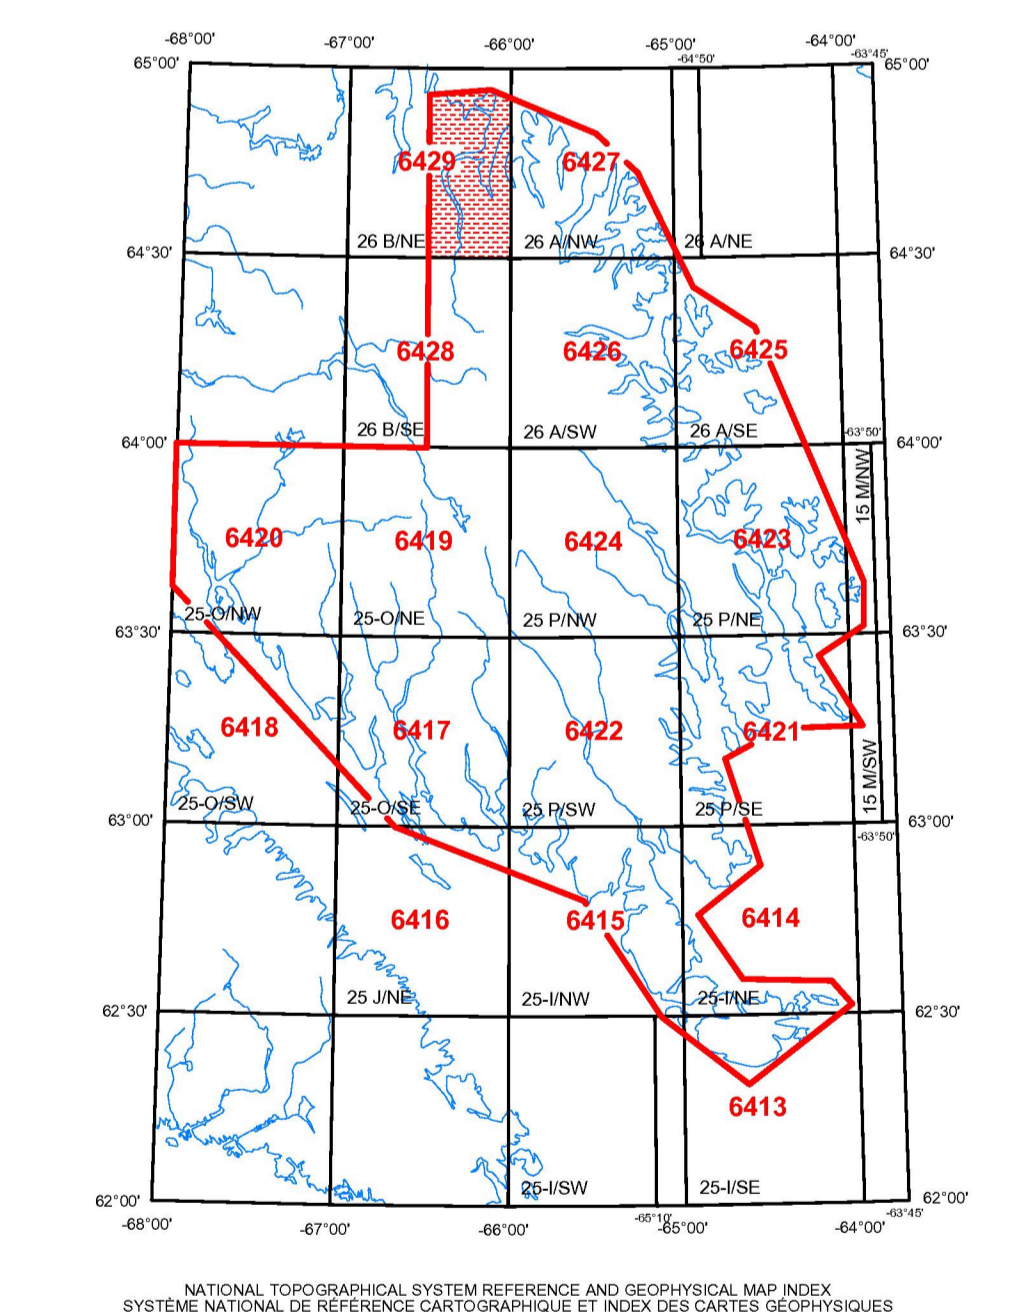 -68°00'
-67°00'
-66°00'
-65°00'
-64°50'
-64°00'
-63°45'
65°00'
65°00'
6429
6427
26 B/NE
26 A/NW
26 A/NE
64°30'
64°30'
6428
6426
6425
26 B/SE
26 A/SW
26 A/SE
-63°50'
64°00'
64°00'
15 M/NW
6420
6419
6424
6423
25-O/NW
25-O/NE
25 P/NW
25 P/NE
63°30'
63°30'
6418
6417
6422
6421
15 M/SW
25-O/SW
25-O/SE
25 P/SW
25 P/SE
63°00'
63°00'
-63°50'
6416
6415
6414
25 J/NE
25-I/NW
25-I/NE
62°30'
62°30'
6413
25-I/SW
25-I/SE
62°00'
62°00'
-68°00'
-67°00'
-66°00'
-65°10'
-65°00'
-64°00'
-63°45'
NATIONAL TOPOGRAPHICAL SYSTEM REFERENCE AND GEOPHYSICAL MAP INDEX
SYSTÈME NATIONAL DE RÉFÉRENCE CARTOGRAPHIQUE ET INDEX DES CARTES GÉOPHYSIQUES